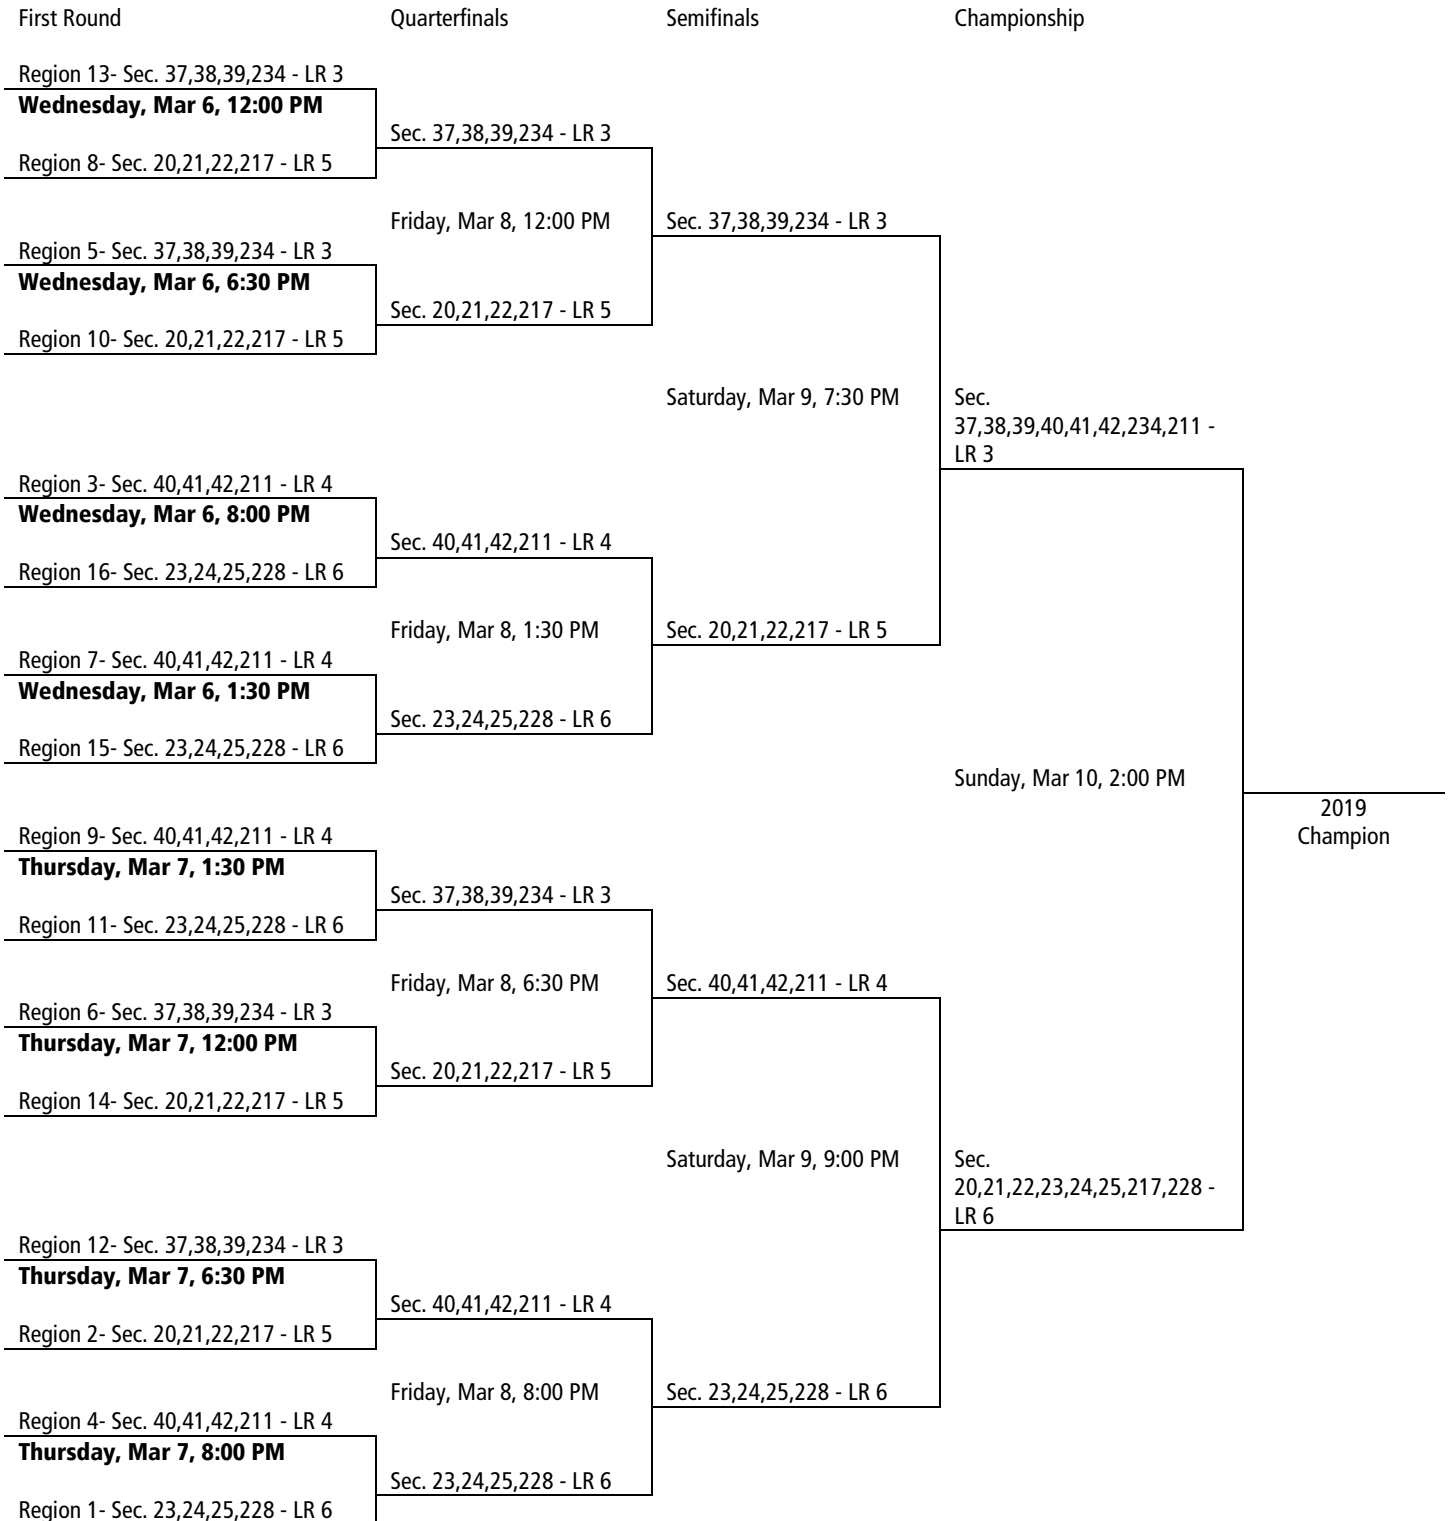 First Round
Quarterfinals
Semifinals
Championship
Region 13- Sec. 37,38,39,234 - LR 3
Wednesday, Mar 6, 12:00 PM
Sec. 37,38,39,234 - LR 3
Region 8- Sec. 20,21,22,217 - LR 5
Friday, Mar 8, 12:00 PM
Sec. 37,38,39,234 - LR 3
Region 5- Sec. 37,38,39,234 - LR 3
Wednesday, Mar 6, 6:30 PM
Sec. 20,21,22,217 - LR 5
Region 10- Sec. 20,21,22,217 - LR 5
Saturday, Mar 9, 7:30 PM
Sec.
37,38,39,40,41,42,234,211 -
LR 3
Region 3- Sec. 40,41,42,211 - LR 4
Wednesday, Mar 6, 8:00 PM
Sec. 40,41,42,211 - LR 4
Region 16- Sec. 23,24,25,228 - LR 6
Friday, Mar 8, 1:30 PM
Sec. 20,21,22,217 - LR 5
Region 7- Sec. 40,41,42,211 - LR 4
Wednesday, Mar 6, 1:30 PM
Sec. 23,24,25,228 - LR 6
Region 15- Sec. 23,24,25,228 - LR 6
Sunday, Mar 10, 2:00 PM
2019
Champion
Region 9- Sec. 40,41,42,211 - LR 4
Thursday, Mar 7, 1:30 PM
Sec. 37,38,39,234 - LR 3
Region 11- Sec. 23,24,25,228 - LR 6
Friday, Mar 8, 6:30 PM
Sec. 40,41,42,211 - LR 4
Region 6- Sec. 37,38,39,234 - LR 3
Thursday, Mar 7, 12:00 PM
Sec. 20,21,22,217 - LR 5
Region 14- Sec. 20,21,22,217 - LR 5
Saturday, Mar 9, 9:00 PM
Sec.
20,21,22,23,24,25,217,228 -
LR 6
Region 12- Sec. 37,38,39,234 - LR 3
Thursday, Mar 7, 6:30 PM
Sec. 40,41,42,211 - LR 4
Region 2- Sec. 20,21,22,217 - LR 5
Friday, Mar 8, 8:00 PM
Sec. 23,24,25,228 - LR 6
Region 4- Sec. 40,41,42,211 - LR 4
Thursday, Mar 7, 8:00 PM
Sec. 23,24,25,228 - LR 6
Region 1- Sec. 23,24,25,228 - LR 6